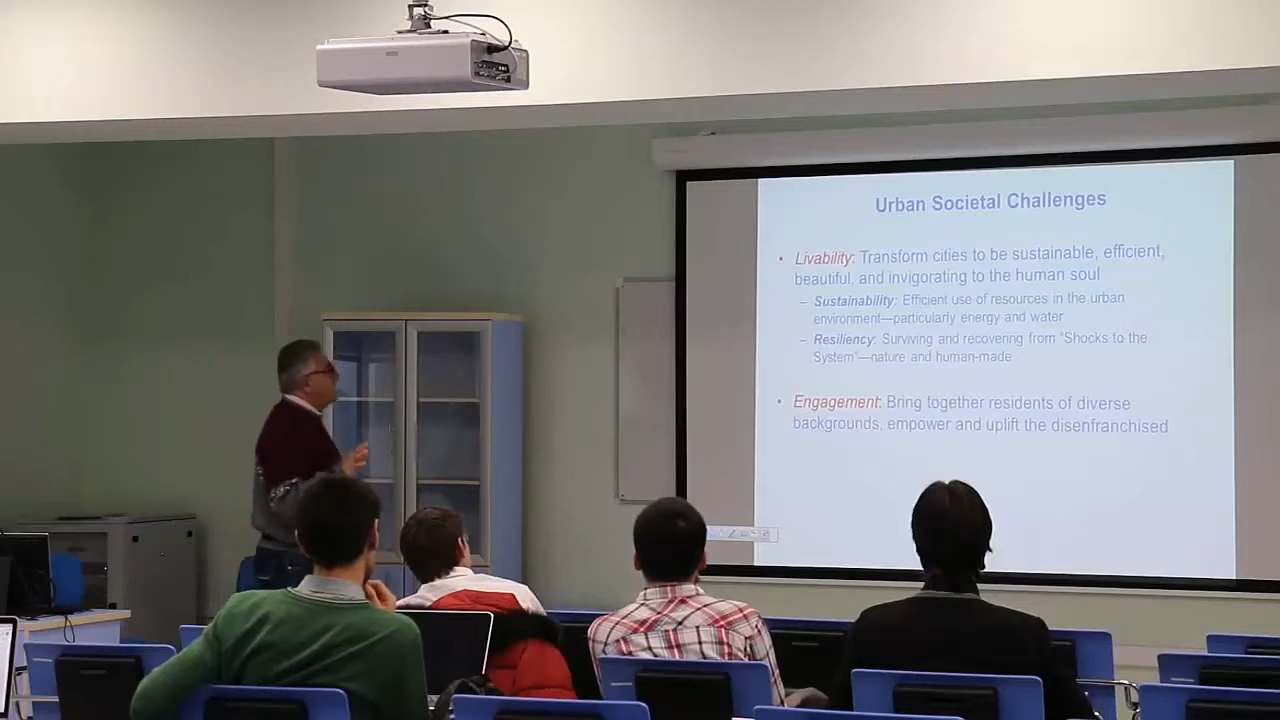 Urban Societal Challenges
• Livability: Transform cities to be sustainable, efficient,
beautiful, and invigorating to the human soul
– Sustainability: Efficient use of resources in the urban
environment—particularly energy and water
– Resiliency: Surviving and recovering from "Shocks to the
System"—nature and human-made
• Engagement: Bring together residents of diverse
backgrounds, empower and uplift the disenfranchised